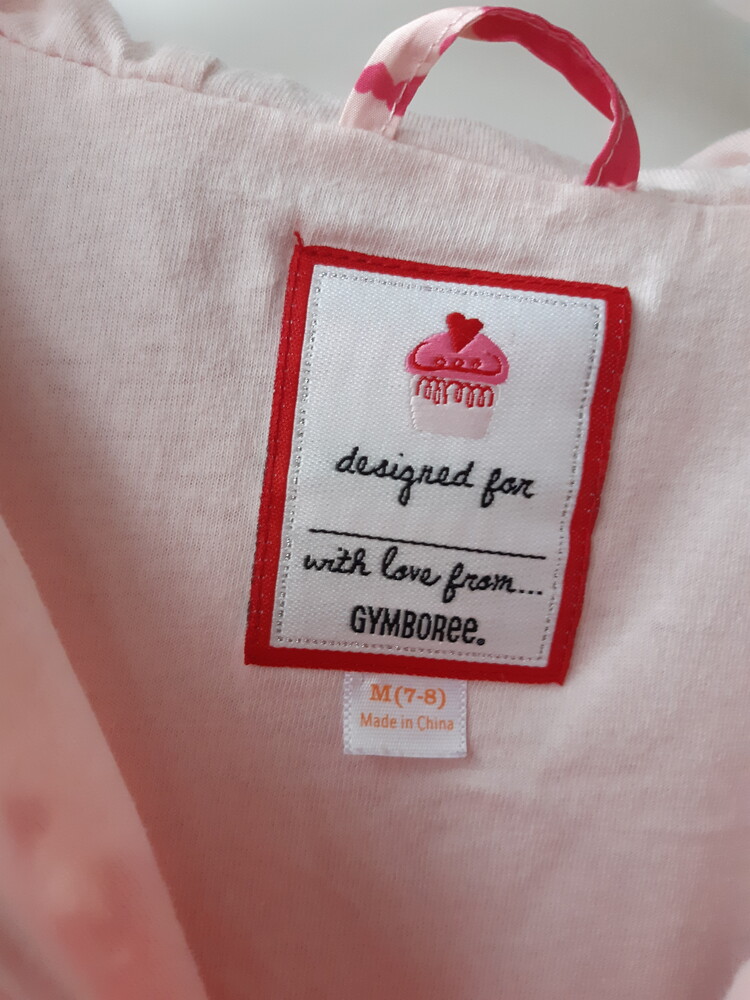 designed for
with love from...
GYMBOREE.
M(7-8)
Made in China